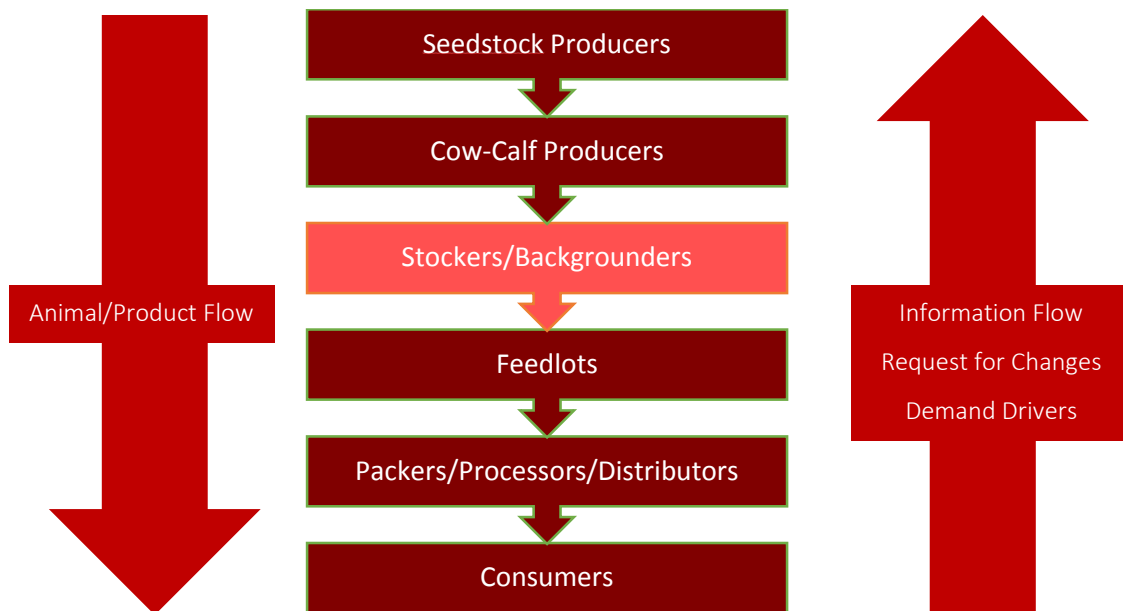 Seedstock Producers
Cow-Calf Producers
Stockers/Backgrounders
Animal/Product Flow
Information Flow
Request for Changes
Demand Drivers
Feedlots
Packers/Processors/Distributors
Consumers